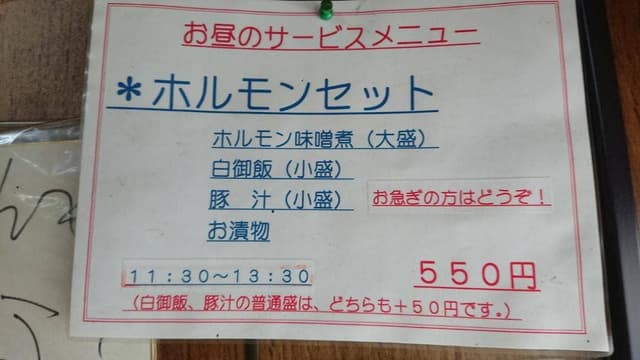 お昼のサービスメニュー
＊ホルモンセット
ホルモン味噌煮（大盛）
白御飯（小盛）
豚　汁（小盛）
お急ぎの方はどうぞ！
お漬物
１１：３０～１３：３０
５５０円
（白御飯、豚汁の普通盛は、どちらも＋５０円です。）